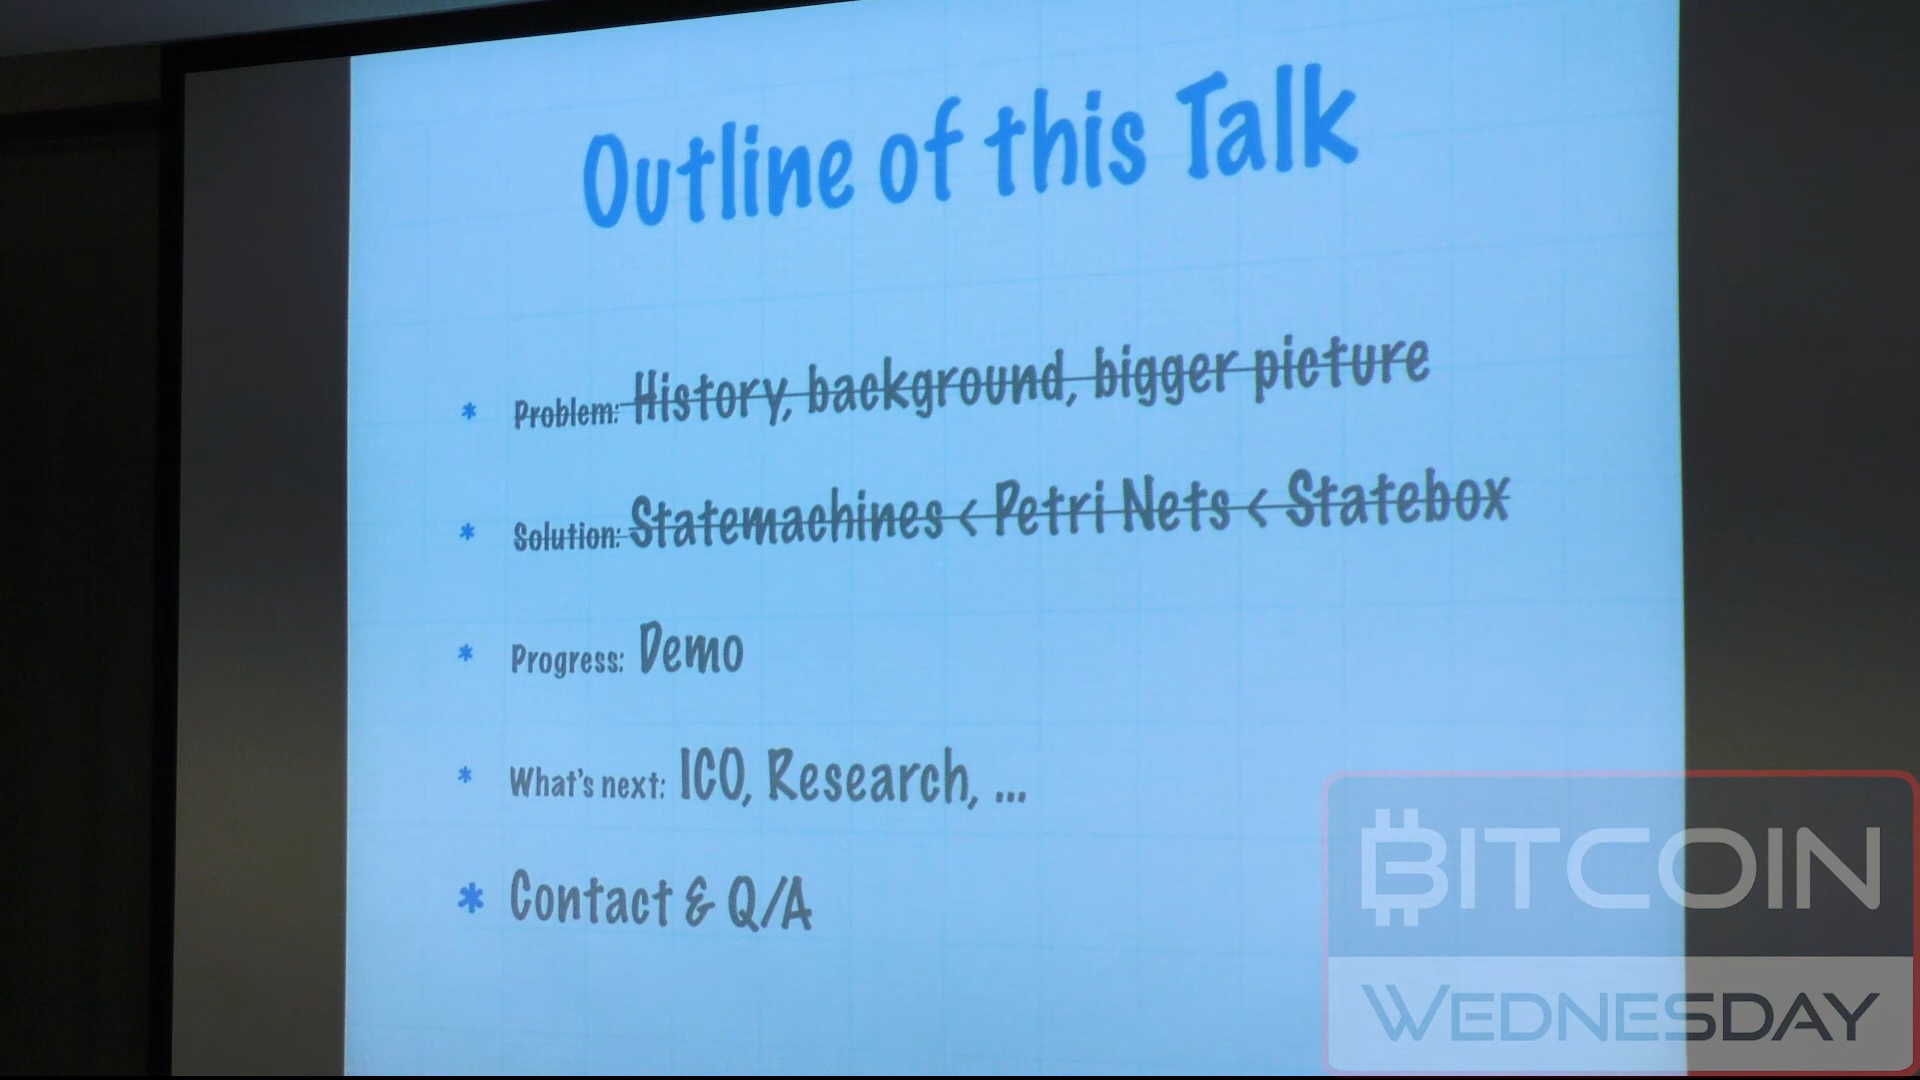 Outline of this Talk
* Problem: History, background, bigger picture
* Solution: Statemachines < Petri Nets < Statebox
* Progress: Demo
* What's next: ICO, Research, ...
* Contact & Q/A
BITCOIN
WEDNESDAY